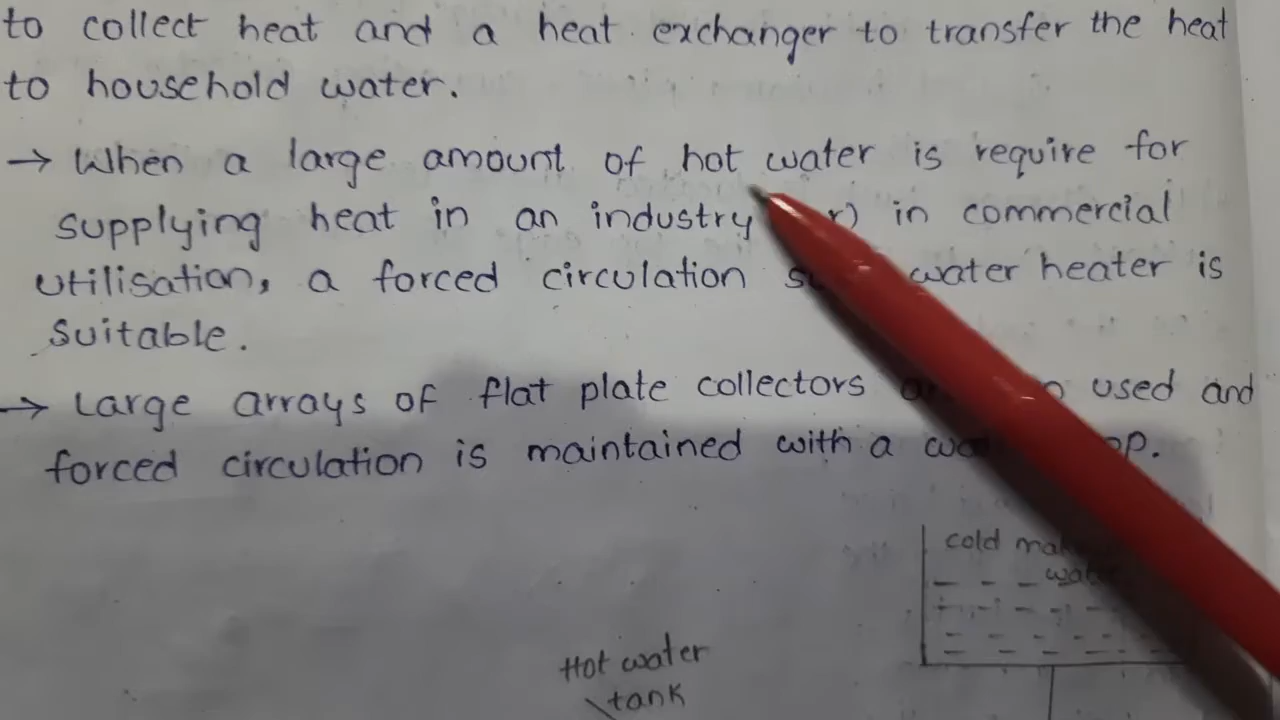 to collect heat and a heat exchanger to transfer the heat
to household water.
→ When a large amount of hot water is require for
supplying heat in an industry r) in commercial
utilisation, a forced circulation water heater is
suitable.
→ Large arrays of flat plate collectors used and
forced circulation is maintained with a
cold
Hot water
tank